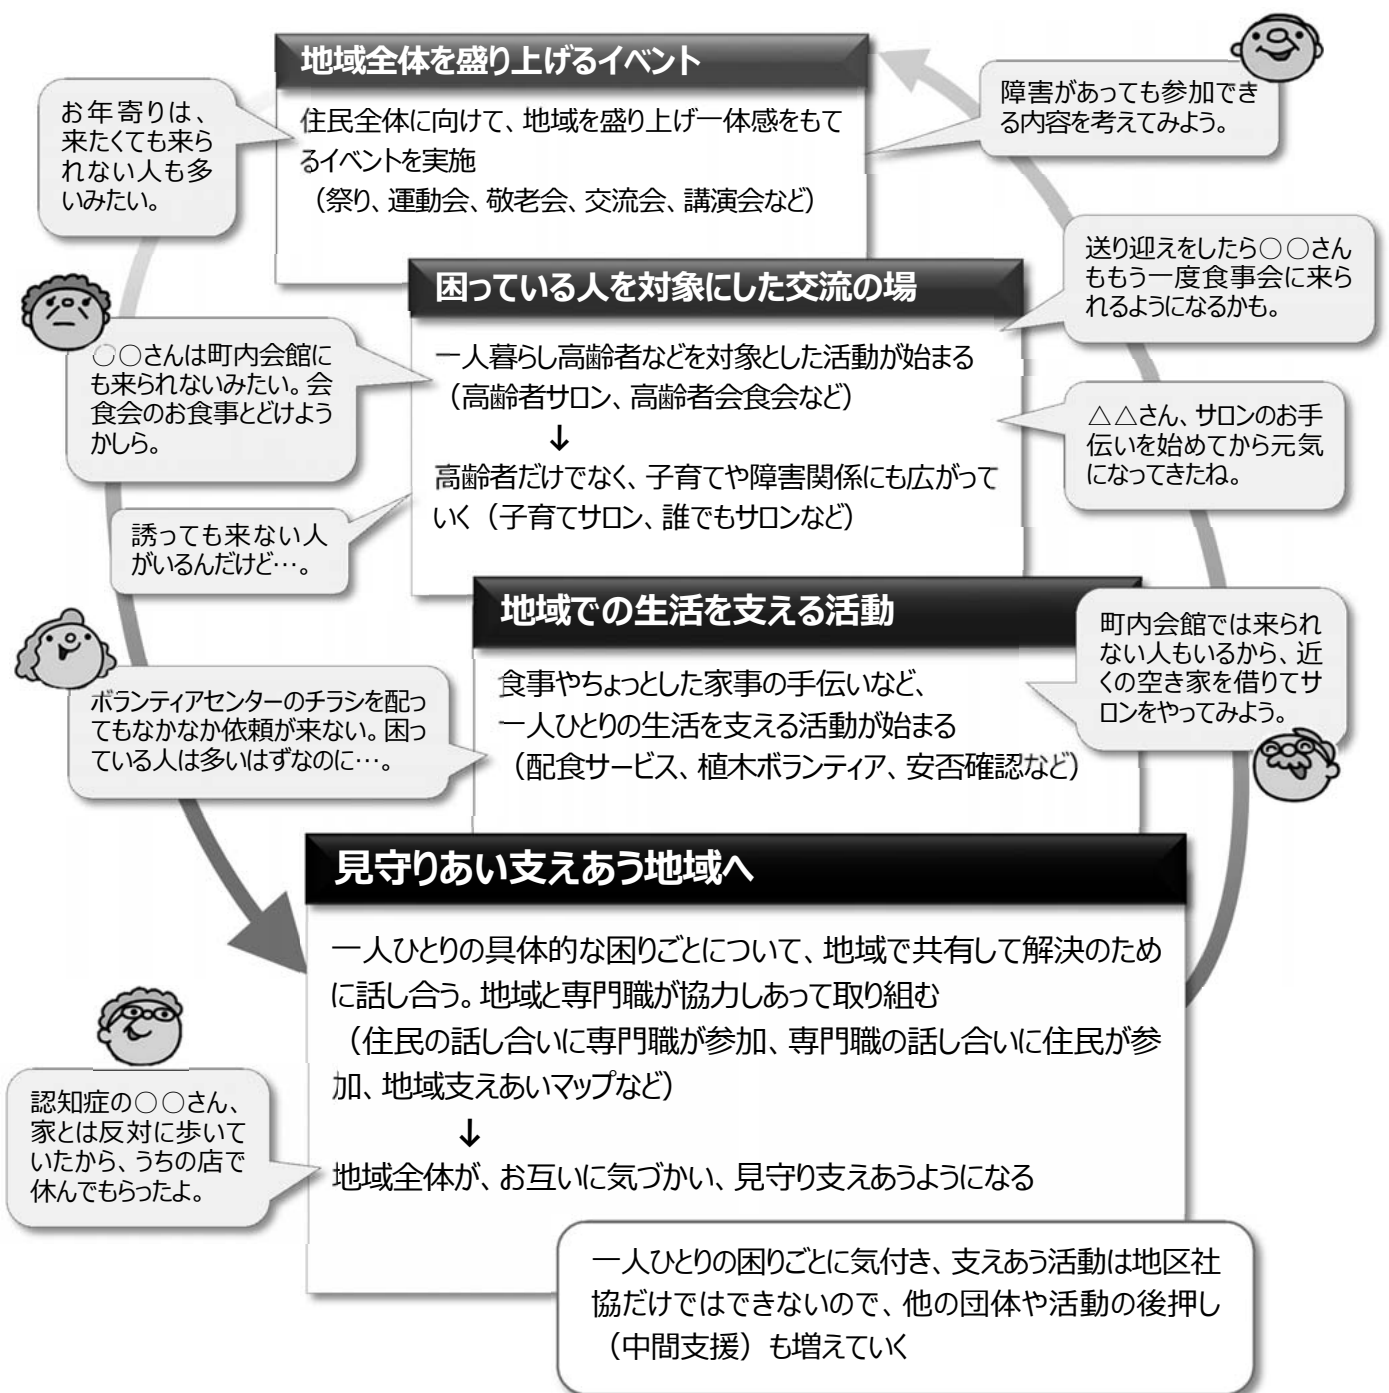 地域全体を盛り上げるイベント
住民全体に向けて、地域を盛り上げ一体感をもて
るイベントを実施
（祭り、運動会、敬老会、交流会、講演会など）
お年寄りは、
来たくても来ら
れない人も多
いみたい。
障害があっても参加でき
る内容を考えてみよう。
困っている人を対象にした交流の場
一人暮らし高齢者などを対象とした活動が始まる
（高齢者サロン、高齢者会食会など）
↓
高齢者だけでなく、子育てや障害関係にも広がって
いく（子育てサロン、誰でもサロンなど）
送り迎えをしたら○○さん
ももう一度食事会に来ら
れるようになるかも。
○○さんは町内会館に
も来られないみたい。会
食会のお食事とどけよう
かしら。
△△さん、サロンのお手
伝いを始めてから元気
になってきたね。
誘っても来ない人
がいるんだけど…。
地域での生活を支える活動
食事やちょっとした家事の手伝いなど、
一人ひとりの生活を支える活動が始まる
（配食サービス、植木ボランティア、安否確認など）
町内会館では来られ
ない人もいるから、近
くの空き家を借りてサ
ロンをやってみよう。
ボランティアセンターのチラシを配っ
てもなかなか依頼が来ない。困っ
ている人は多いはずなのに…。
見守りあい支えあう地域へ
一人ひとりの具体的な困りごとについて、地域で共有して解決のため
に話し合う。地域と専門職が協力しあって取り組む
（住民の話し合いに専門職が参加、専門職の話し合いに住民が参
加、地域支えあいマップなど）
↓
地域全体が、お互いに気づかい、見守り支えあうようになる
認知症の○○さん、
家とは反対に歩いて
いたから、うちの店で
休んでもらったよ。
一人ひとりの困りごとに気付き、支えあう活動は地区社
協だけではできないので、他の団体や活動の後押し
（中間支援）も増えていく